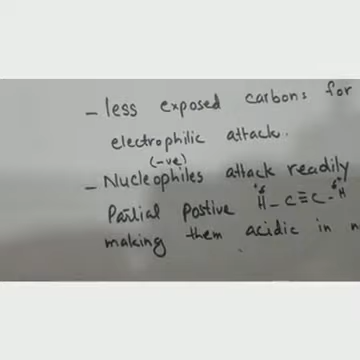 - less exposed carbons for
electrophilic attack.
(-ve)
- Nucleophiles attack readily
Partial Postive H - C≡C - H
making them acidic in